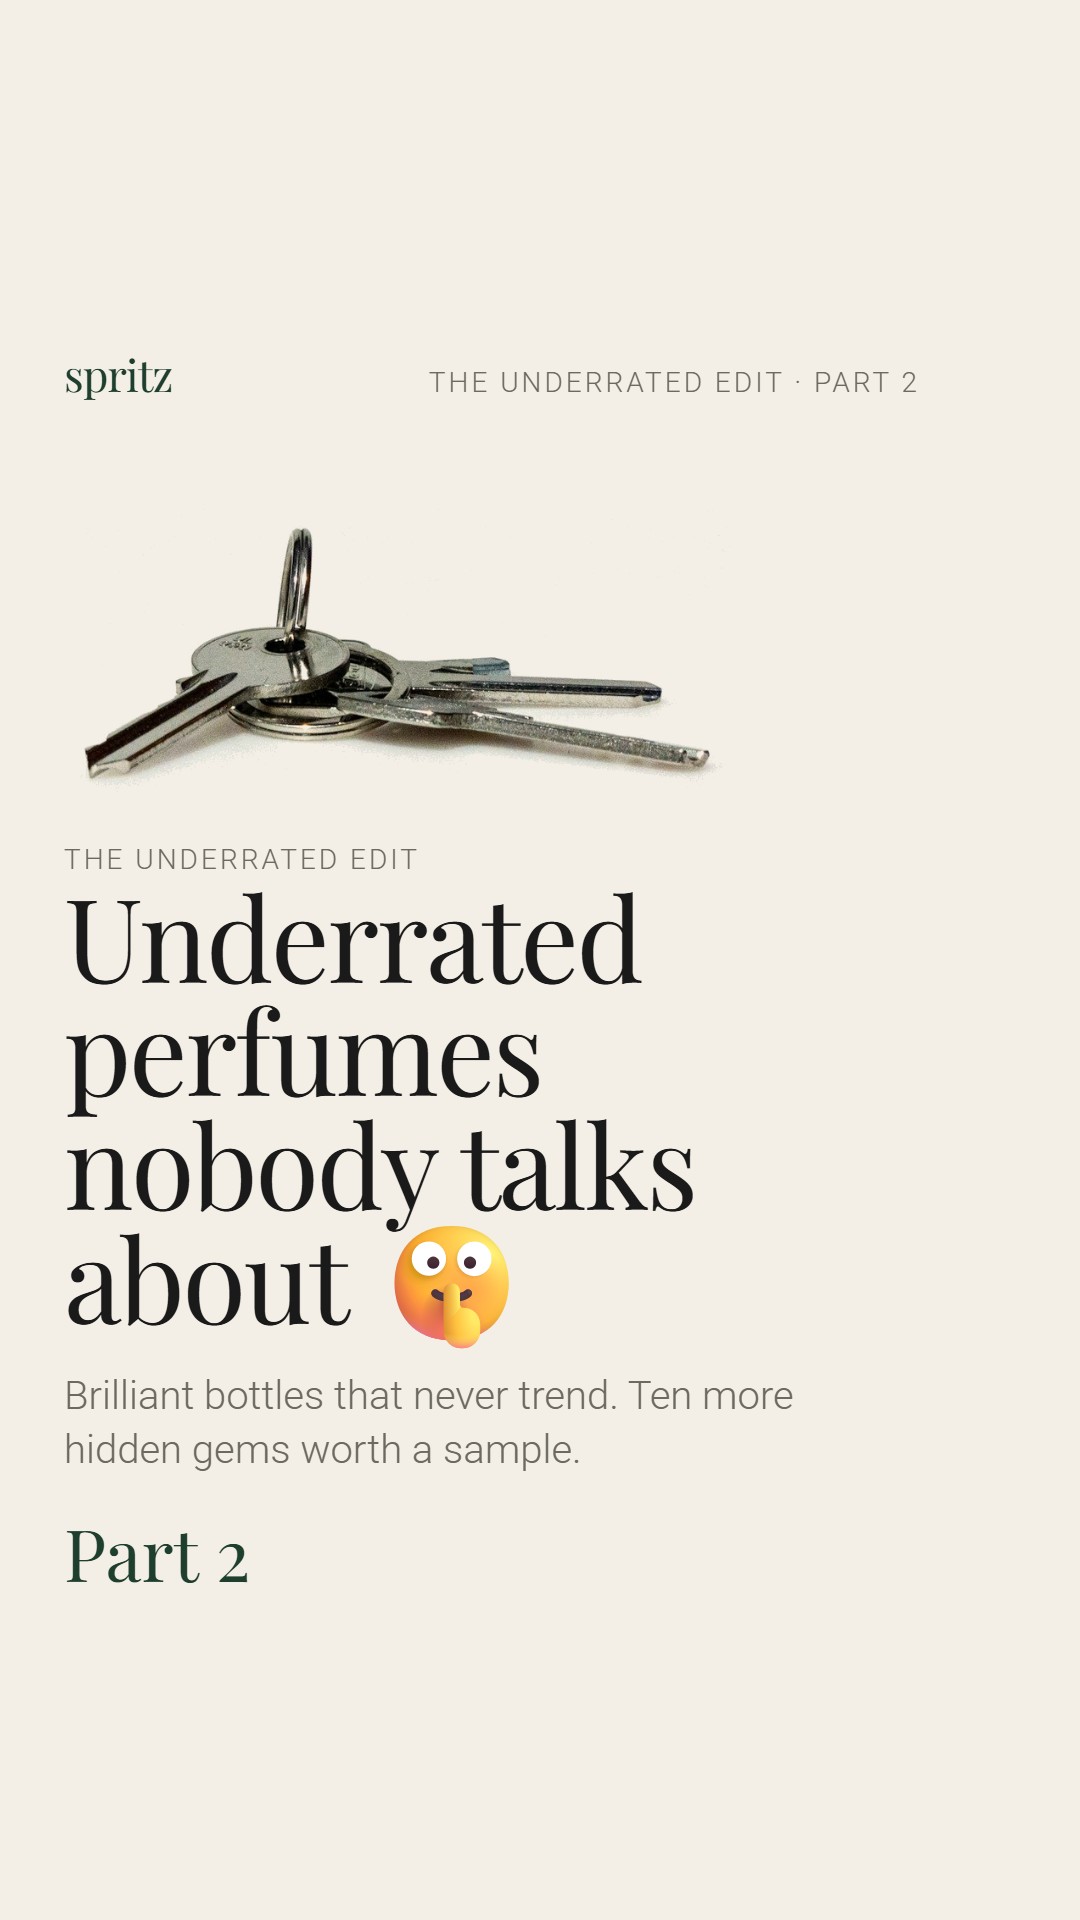 spritz
THE UNDERRATED EDIT · PART 2
THE UNDERRATED EDIT
Underrated
perfumes
nobody talks
about 🤫
Brilliant bottles that never trend. Ten more
hidden gems worth a sample.
Part 2